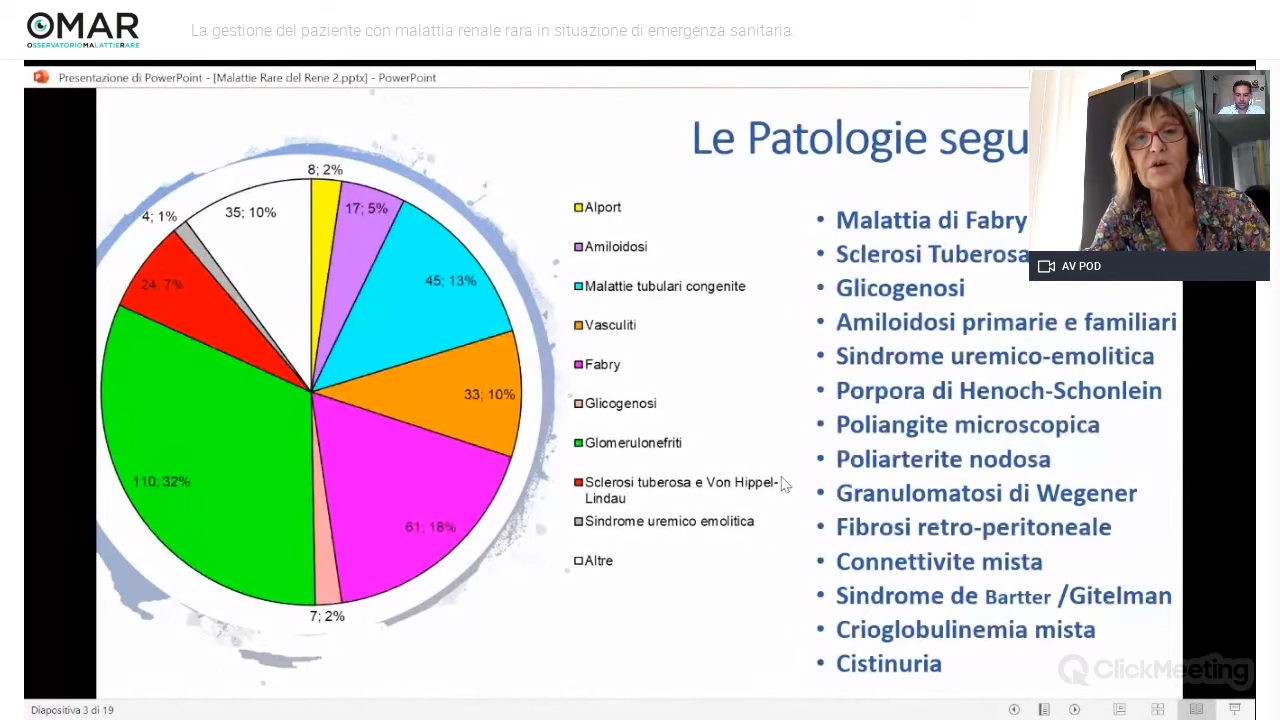 OMAR
OSSERVATORIOMALATTIERARE
La gestione del paziente con malattia renale rara in situazione di emergenza sanitaria.
Presentazione di PowerPoint - [Malattie Rare del Rene 2.pptx] - PowerPoint
Le Patologie segu
AV POD
8; 2%
17; 5%
45; 13%
33; 10%
61; 18%
7; 2%
110; 32%
24; 7%
4; 1%
35; 10%
Alport
Amiloidosi
Malattie tubulari congenite
Vasculiti
Fabry
Glicogenosi
Glomerulonefriti
Sclerosi tuberosa e Von Hippel-
Lindau
Sindrome uremico emolitica
Altre
• Malattia di Fabry
• Sclerosi Tuberosa
• Glicogenosi
• Amiloidosi primarie e familiari
• Sindrome uremico-emolitica
• Porpora di Henoch-Schonlein
• Poliangite microscopica
• Poliarterite nodosa
• Granulomatosi di Wegener
• Fibrosi retro-peritoneale
• Connettivite mista
• Sindrome de Bartter /Gitelman
• Crioglobulinemia mista
• Cistinuria
ClickMeeting
Diapositiva 3 di 19